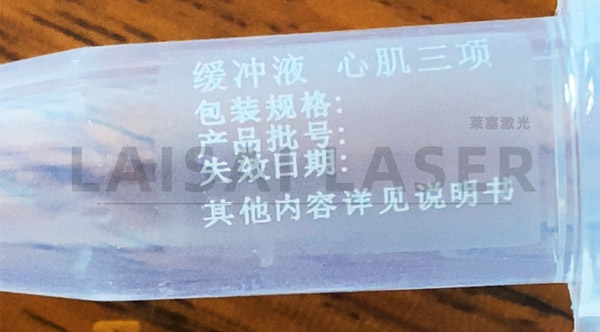 缓冲液 心肌三项
包装规格:
产品批号:
失效日期:
其他内容详见说明书
莱塞激光
LAISAI LASER